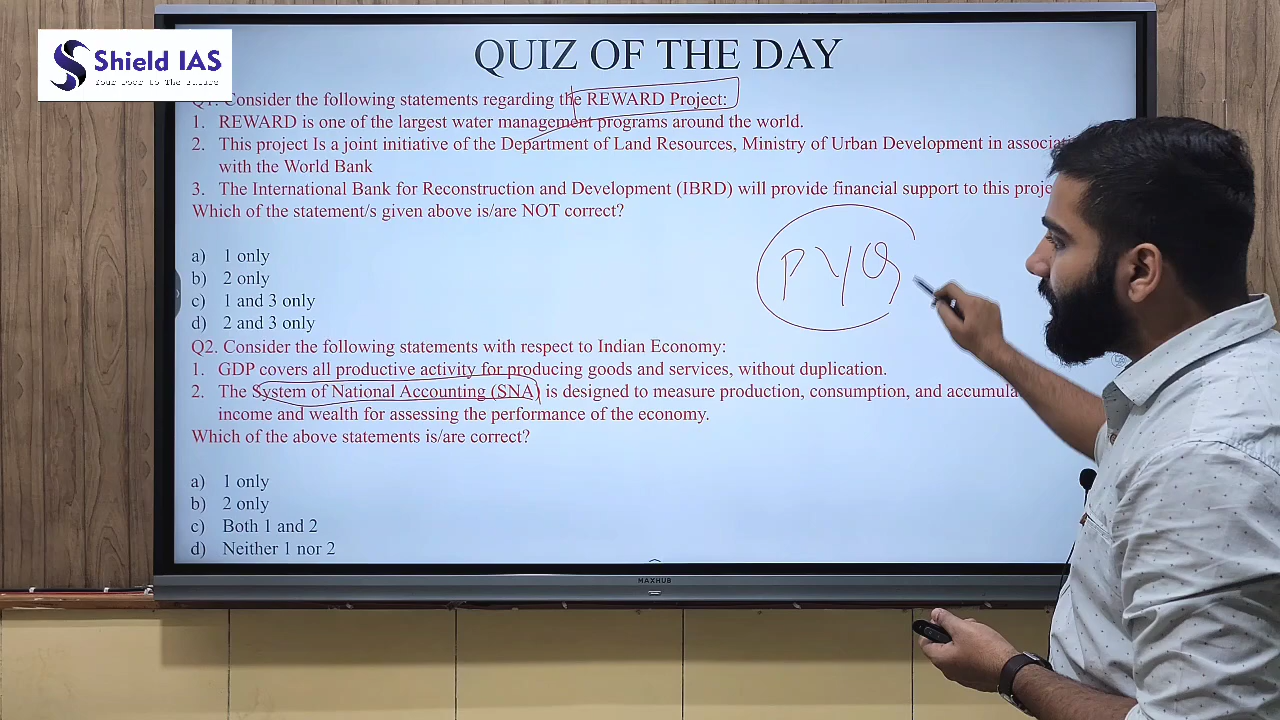 Shield IAS
Your Door to The Future
QUIZ OF THE DAY
Q1. Consider the following statements regarding the REWARD Project:
1. REWARD is one of the largest water management programs around the world.
2. This project Is a joint initiative of the Department of Land Resources, Ministry of Urban Development in
with the World Bank
3. The International Bank for Reconstruction and Development (IBRD) will provide financial support to this
Which of the statement/s given above is/are NOT correct?
PYQ
a) 1 only
b) 2 only
c) 1 and 3 only
d) 2 and 3 only
Q2. Consider the following statements with respect to Indian Economy:
1. GDP covers all productive activity for producing goods and services, without duplication.
2. The System of National Accounting (SNA) is designed to measure production, consumption, and
income and wealth for assessing the performance of the economy.
Which of the above statements is/are correct?
a) 1 only
b) 2 only
c) Both 1 and 2
d) Neither 1 nor 2
MAXHUB